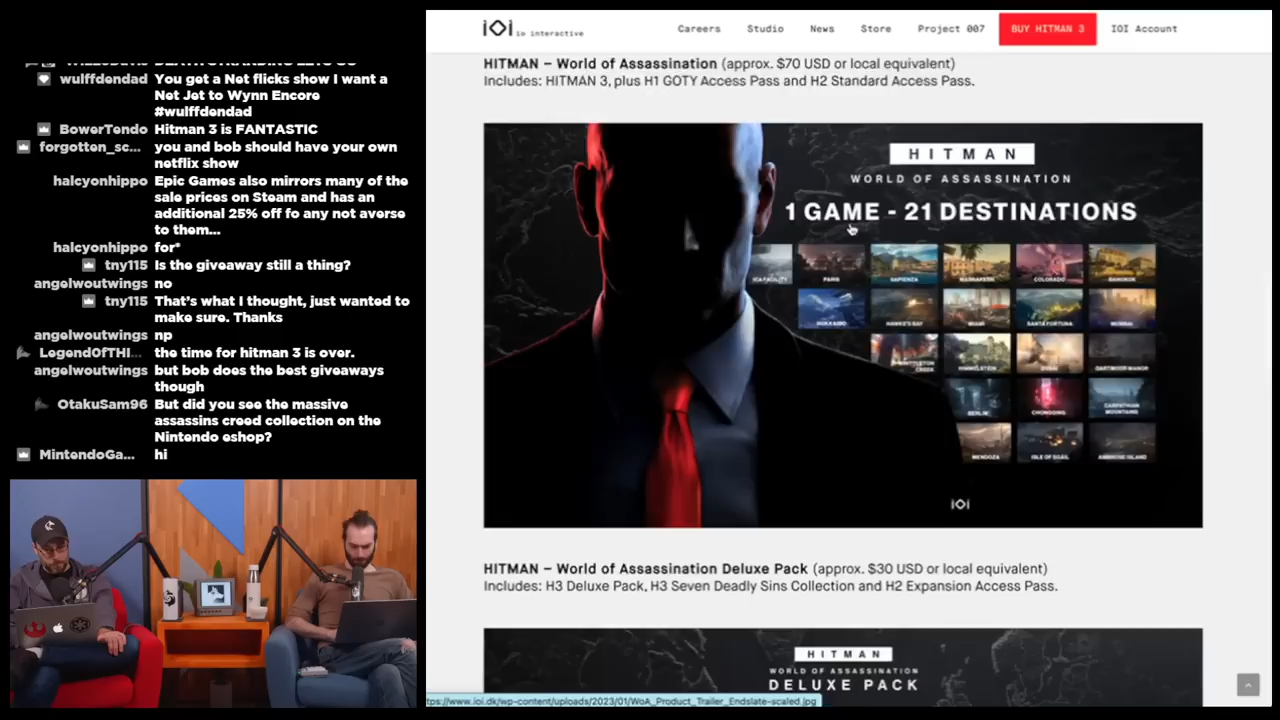 wulffdendad You got a Net flicks show I want a
Net Jet to Wynn Encore
#wulffdendad
BowerTendo Hitman 3 is FANTASTIC
forgotten_sc... you and bob should have your own
netflix show
halcyonhippo Epic Games also mirrors many of the
sale prices on Steam and has an
additional 25% off fo any not averse
to them...
halcyonhippo for*
tny115 Is the giveaway still a thing?
angelwoutwings no
tny115 That's what I thought, just wanted to
make sure. Thanks
angelwoutwings np
LegendOfTHI... the time for hitman 3 is over.
angelwoutwings but bob does the best giveaways
though
OtakuSam96 But did you see the massive
assassins creed collection on the
Nintendo eshop?
MintendoGa... hi
iOi io interactive
Careers Studio News Store Project 007 BUY HITMAN 3 IOI Account
HITMAN – World of Assassination (approx. $70 USD or local equivalent)
Includes: HITMAN 3, plus H1 GOTY Access Pass and H2 Standard Access Pass.
HITMAN
WORLD OF ASSASSINATION
1 GAME - 21 DESTINATIONS
ICA FACILITY PARIS SAPIENZA MARRAKESH COLORADO BANGKOK
HOKKAIDO HAWKE'S BAY MIAMI SANTA FORTUNA MUMBAI
WHITTLETON CREEK HIMMELSTEIN DUBAI DARTMOOR MANOR
BERLIN CHONGQING CARPATHIAN MOUNTAINS
MENDOZA ISLE OF SGÀIL AMBROSE ISLAND
iOi
HITMAN – World of Assassination Deluxe Pack (approx. $30 USD or local equivalent)
Includes: H3 Deluxe Pack, H3 Seven Deadly Sins Collection and H2 Expansion Access Pass.
HITMAN
WORLD OF ASSASSINATION
DELUXE PACK
tps://www.ioi.dk/wp-content/uploads/2023/01/WoA_Product_Trailer_Endslate-scaled.jpg